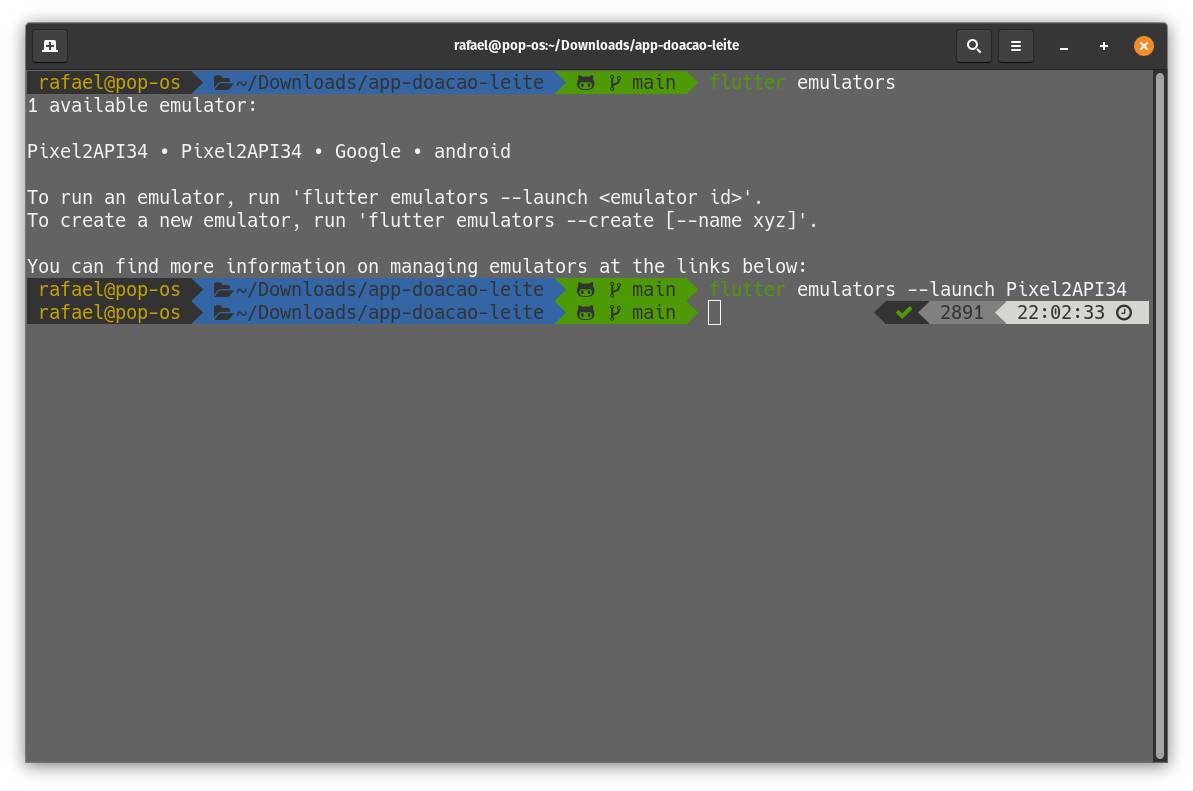 rafael@pop-os:~/Downloads/app-doacao-leite
rafael@pop-os ~/Downloads/app-doacao-leite main flutter emulators
1 available emulator:
Pixel2API34 • Pixel2API34 • Google • android
To run an emulator, run 'flutter emulators --launch <emulator id>'.
To create a new emulator, run 'flutter emulators --create [--name xyz]'.
You can find more information on managing emulators at the links below:
rafael@pop-os ~/Downloads/app-doacao-leite main flutter emulators --launch Pixel2API34
rafael@pop-os ~/Downloads/app-doacao-leite main 2891 22:02:33